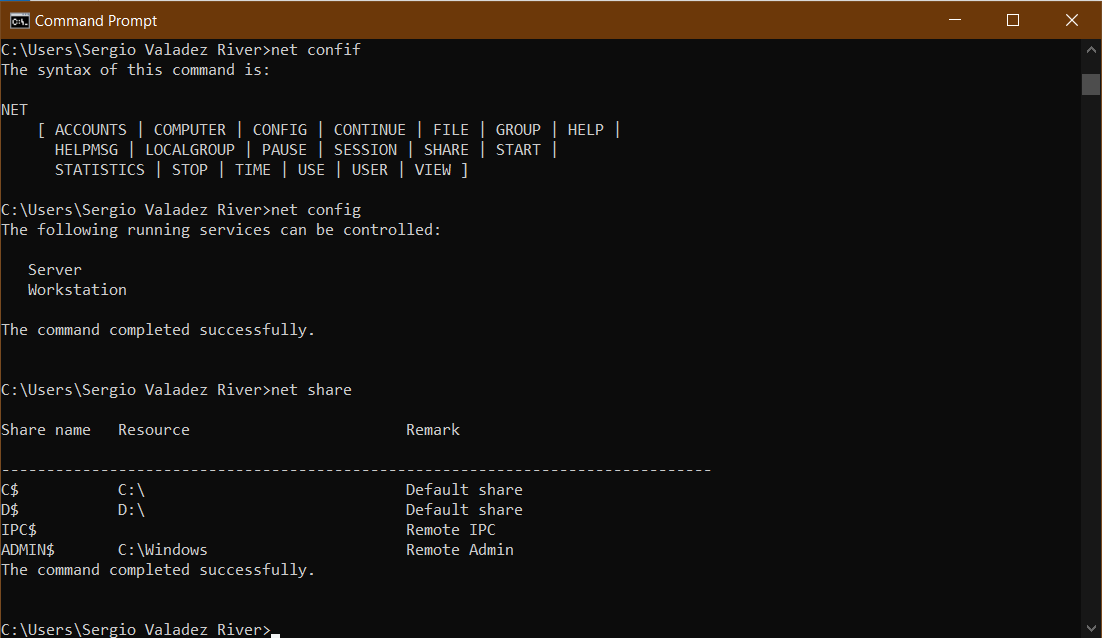 Command Prompt
C:\Users\Sergio Valadez River>net confif
The syntax of this command is:
NET
    [ ACCOUNTS | COMPUTER | CONFIG | CONTINUE | FILE | GROUP | HELP |
      HELPMSG | LOCALGROUP | PAUSE | SESSION | SHARE | START |
      STATISTICS | STOP | TIME | USE | USER | VIEW ]
C:\Users\Sergio Valadez River>net config
The following running services can be controlled:
   Server
   Workstation
The command completed successfully.
C:\Users\Sergio Valadez River>net share
Share name   Resource                        Remark
-------------------------------------------------------------------------------
C$           C:\                             Default share
D$           D:\                             Default share
IPC$                                         Remote IPC
ADMIN$       C:\Windows                      Remote Admin
The command completed successfully.
C:\Users\Sergio Valadez River>